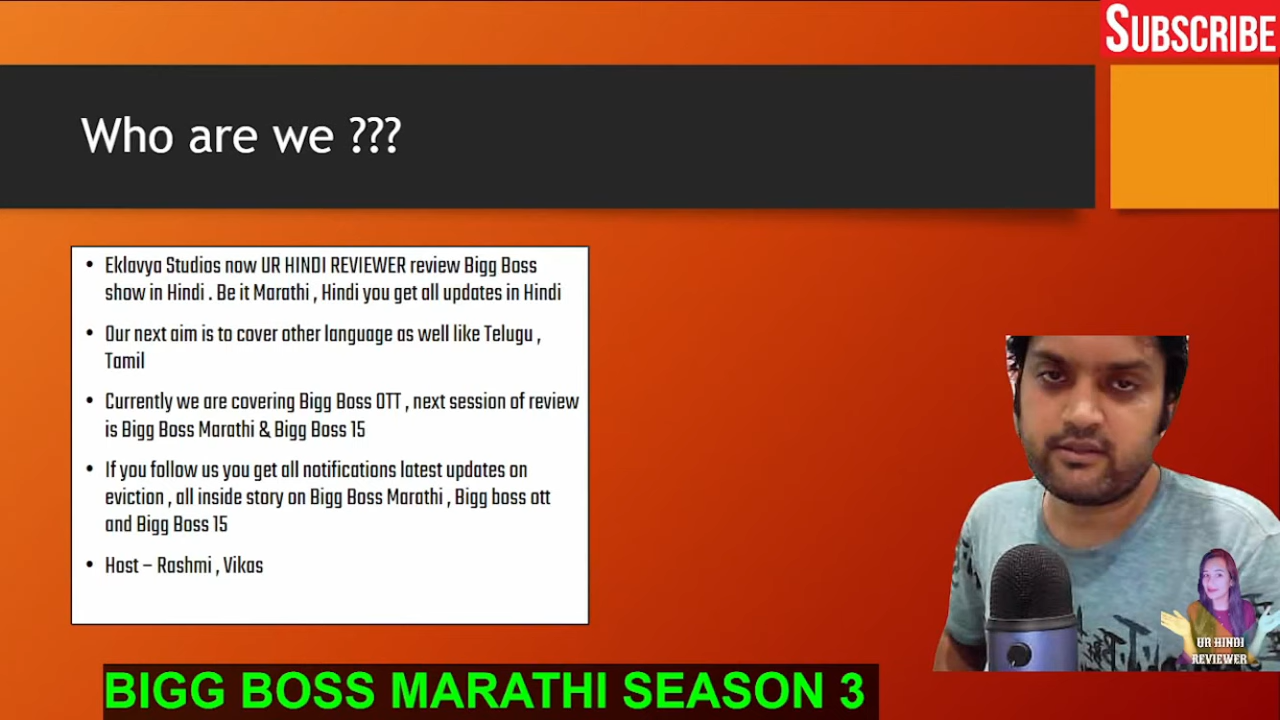 SUBSCRIBE
Who are we ???
• Eklavya Studios now UR HINDI REVIEWER review Bigg Boss
show in Hindi . Be it Marathi , Hindi you get all updates in Hindi
• Our next aim is to cover other language as well like Telugu ,
Tamil
• Currently we are covering Bigg Boss OTT , next session of review
is Bigg Boss Marathi & Bigg Boss 15
• If you follow us you get all notifications latest updates on
eviction , all inside story on Bigg Boss Marathi , Bigg boss ott
and Bigg Boss 15
• Host – Rashmi , Vikas
UR HINDI
REVIEWER
BIGG BOSS MARATHI SEASON 3